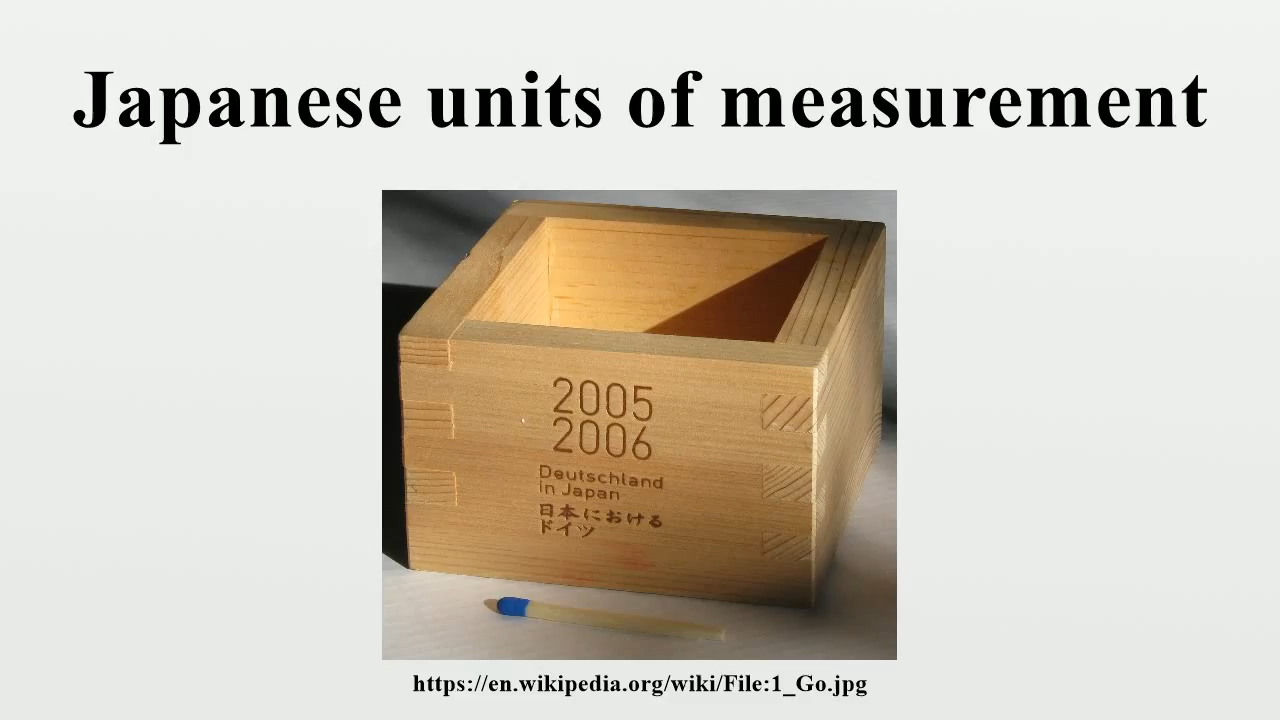 Japanese units of measurement
2005
2006
Deutschland
in Japan
日本における
ドイツ
https://en.wikipedia.org/wiki/File:1_Go.jpg